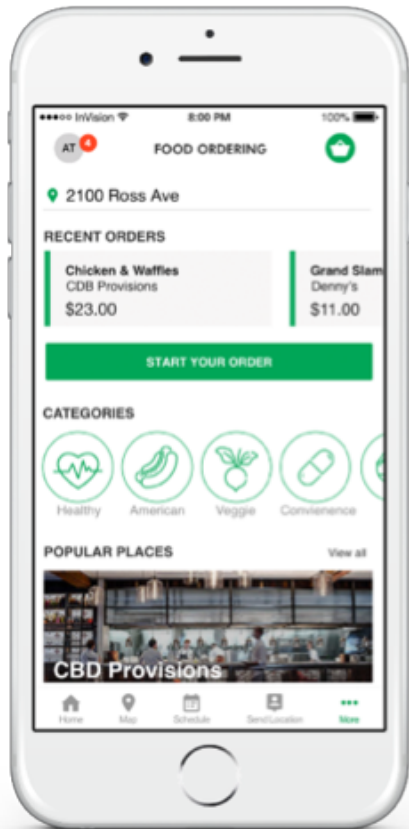 InVision 8:00 PM 100%
AT 4 FOOD ORDERING
2100 Ross Ave
RECENT ORDERS
Chicken & Waffles
CDB Provisions
$23.00
Grand Slam
Denny's
$11.00
START YOUR ORDER
CATEGORIES
Healthy American Veggie Convienence
POPULAR PLACES View all
CBD Provisions
Home Map Schedule Send Location More